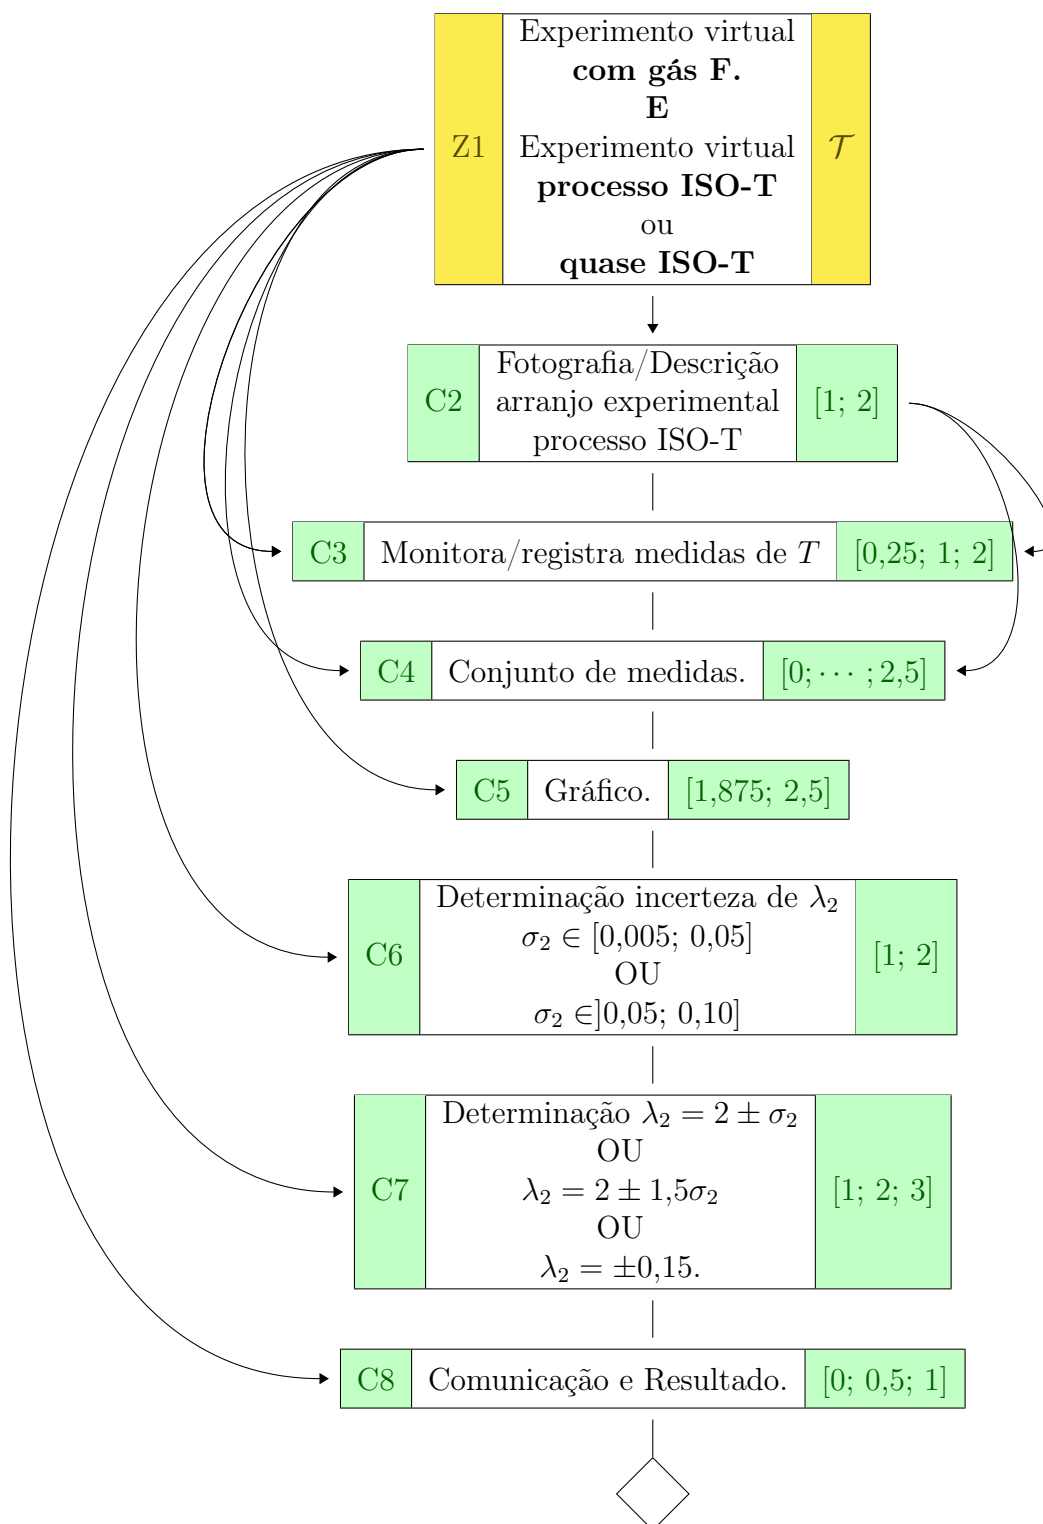 Experimento virtual
com gás F.
E
Z1 Experimento virtual 𝒯
processo ISO-T
ou
quase ISO-T
Fotografia/Descrição
C2 arranjo experimental [1; 2]
processo ISO-T
C3 Monitora/registra medidas de T [0,25; 1; 2]
C4 Conjunto de medidas. [0; ⋯ ; 2,5]
C5 Gráfico. [1,875; 2,5]
Determinação incerteza de λ₂
σ₂ ∈ [0,005; 0,05]
C6 OU [1; 2]
σ₂ ∈]0,05; 0,10]
Determinação λ₂ = 2 ± σ₂
OU
C7 λ₂ = 2 ± 1,5σ₂ [1; 2; 3]
OU
λ₂ = ±0,15.
C8 Comunicação e Resultado. [0; 0,5; 1]